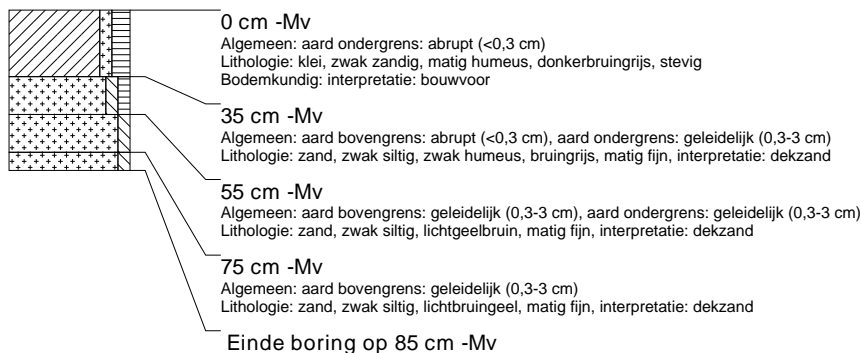 0 cm -Mv
Algemeen: aard ondergrens: abrupt (<0,3 cm)
Lithologie: klei, zwak zandig, matig humeus, donkerbruingrijs, stevig
Bodemkundig: interpretatie: bouwvoor
35 cm -Mv
Algemeen: aard bovengrens: abrupt (<0,3 cm), aard ondergrens: geleidelijk (0,3-3 cm)
Lithologie: zand, zwak siltig, zwak humeus, bruingrijs, matig fijn, interpretatie: dekzand
55 cm -Mv
Algemeen: aard bovengrens: geleidelijk (0,3-3 cm), aard ondergrens: geleidelijk (0,3-3 cm)
Lithologie: zand, zwak siltig, lichtgeelbruin, matig fijn, interpretatie: dekzand
75 cm -Mv
Algemeen: aard bovengrens: geleidelijk (0,3-3 cm)
Lithologie: zand, zwak siltig, lichtbruingeel, matig fijn, interpretatie: dekzand
Einde boring op 85 cm -Mv